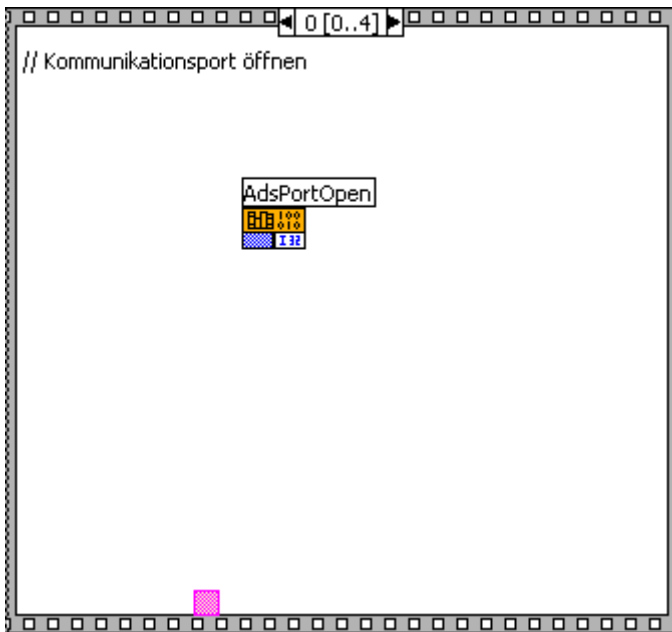 0 [0..4]
// Kommunikationsport öffnen
AdsPortOpen
I32